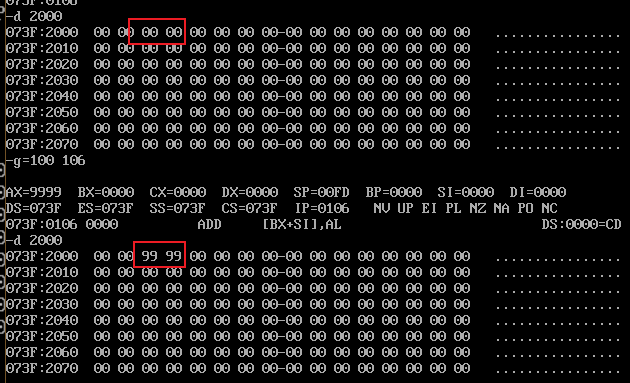 073F:0106
-d 2000
073F:2000  00 00 00 00 00 00 00 00-00 00 00 00 00 00 00 00   ................
073F:2010  00 00 00 00 00 00 00 00-00 00 00 00 00 00 00 00   ................
073F:2020  00 00 00 00 00 00 00 00-00 00 00 00 00 00 00 00   ................
073F:2030  00 00 00 00 00 00 00 00-00 00 00 00 00 00 00 00   ................
073F:2040  00 00 00 00 00 00 00 00-00 00 00 00 00 00 00 00   ................
073F:2050  00 00 00 00 00 00 00 00-00 00 00 00 00 00 00 00   ................
073F:2060  00 00 00 00 00 00 00 00-00 00 00 00 00 00 00 00   ................
073F:2070  00 00 00 00 00 00 00 00-00 00 00 00 00 00 00 00   ................
-g=100 106
AX=9999  BX=0000  CX=0000  DX=0000  SP=00FD  BP=0000  SI=0000  DI=0000
DS=073F  ES=073F  SS=073F  CS=073F  IP=0106   NV UP EI PL NZ NA PO NC
073F:0106 0000          ADD     [BX+SI],AL                         DS:0000=CD
-d 2000
073F:2000  00 00 99 99 00 00 00 00-00 00 00 00 00 00 00 00   ................
073F:2010  00 00 00 00 00 00 00 00-00 00 00 00 00 00 00 00   ................
073F:2020  00 00 00 00 00 00 00 00-00 00 00 00 00 00 00 00   ................
073F:2030  00 00 00 00 00 00 00 00-00 00 00 00 00 00 00 00   ................
073F:2040  00 00 00 00 00 00 00 00-00 00 00 00 00 00 00 00   ................
073F:2050  00 00 00 00 00 00 00 00-00 00 00 00 00 00 00 00   ................
073F:2060  00 00 00 00 00 00 00 00-00 00 00 00 00 00 00 00   ................
073F:2070  00 00 00 00 00 00 00 00-00 00 00 00 00 00 00 00   ................